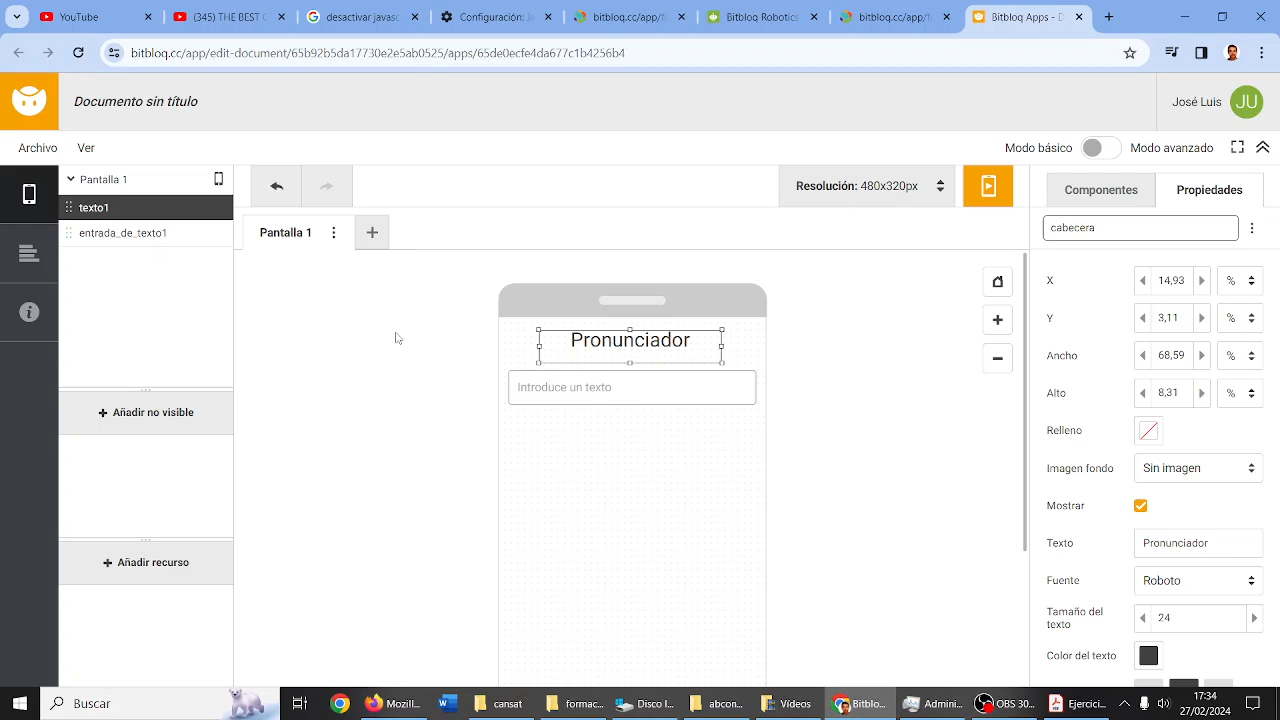 YouTube
(345) THE BEST
desactivar javas
Configuración: J
bitbloq.cc/app/f
Bitbloq Robotics
bitbloq.cc/app/f
Bitbloq Apps - D
bitbloq.cc/app/edit-document/65b92b5da17730e2e5ab0525/apps/65de0ecfe4da677c1b4256b4
Documento sin título
José Luis
JU
Archivo
Ver
Modo básico
Modo avanzado
Pantalla 1
Resolución: 480x320px
Componentes
Propiedades
texto1
entrada_de_texto1
Pantalla 1
cabecera
X
14,93
%
Y
3,11
%
Pronunciador
Ancho
68,59
%
Introduce un texto
Alto
8,31
%
Añadir no visible
Relleno
Imagen fondo
Sin imagen
Mostrar
Texto
Pronunciador
Añadir recurso
Fuente
Roboto
Tamaño del texto
24
Color del texto
Buscar
Mozill...
cansat
forma...
Disco l...
abcon...
Vídeos
Bitblo...
Admin...
OBS 30...
Ejercic...
17:34
27/02/2024